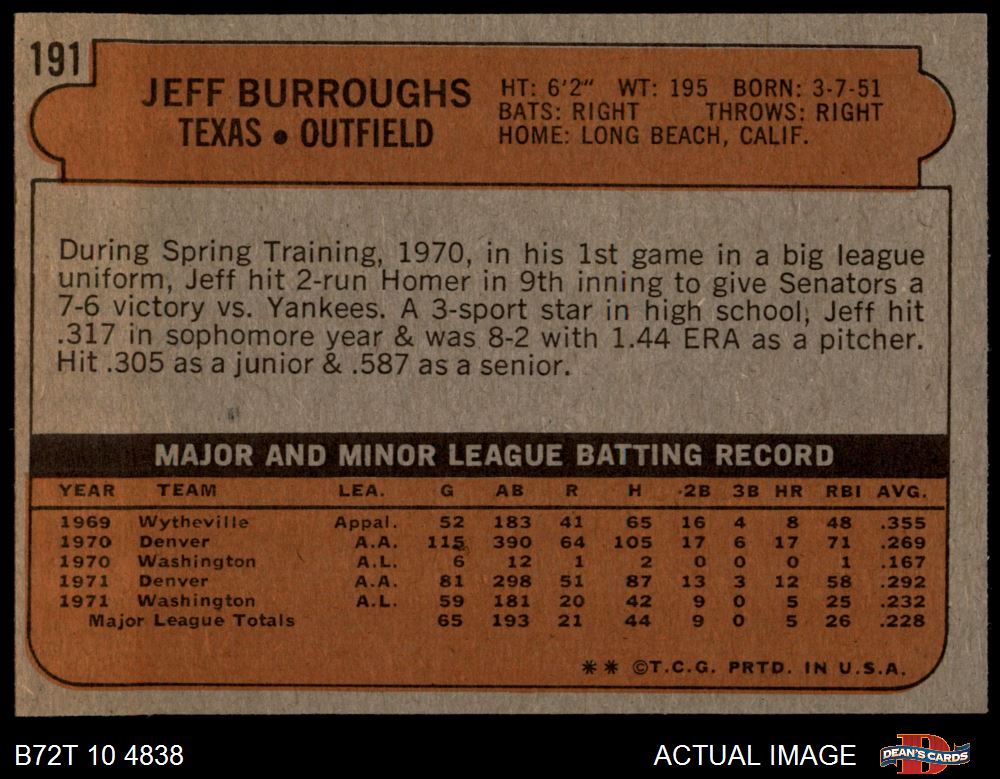 191
JEFF BURROUGHS
TEXAS • OUTFIELD
HT: 6'2" WT: 195 BORN: 3-7-51
BATS: RIGHT THROWS: RIGHT
HOME: LONG BEACH, CALIF.
During Spring Training, 1970, in his 1st game in a big league
uniform, Jeff hit 2-run Homer in 9th inning to give Senators a
7-6 victory vs. Yankees. A 3-sport star in high school, Jeff hit
.317 in sophomore year & was 8-2 with 1.44 ERA as a pitcher.
Hit .305 as a junior & .587 as a senior.
MAJOR AND MINOR LEAGUE BATTING RECORD
YEAR TEAM LEA. G AB R H 2B 3B HR RBI AVG.
1969 Wytheville Appal. 52 183 41 65 16 4 8 48 .355
1970 Denver A.A. 115 390 64 105 17 6 17 71 .269
1970 Washington A.L. 6 12 1 2 0 0 0 1 .167
1971 Denver A.A. 81 298 51 87 13 3 12 58 .292
1971 Washington A.L. 59 181 20 42 9 0 5 25 .232
Major League Totals 65 193 21 44 9 0 5 26 .228
** ©T.C.G. PRTD. IN U.S.A.
B72T 10 4838
ACTUAL IMAGE
DEAN'S CARDS